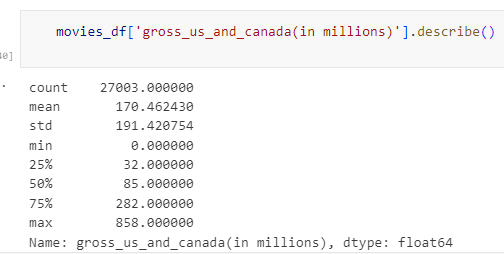 movies_df['gross_us_and_canada(in millions)'].describe()
count 27003.000000
mean 170.462430
std 191.420754
min 0.000000
25% 32.000000
50% 85.000000
75% 282.000000
max 858.000000
Name: gross_us_and_canada(in millions), dtype: float64